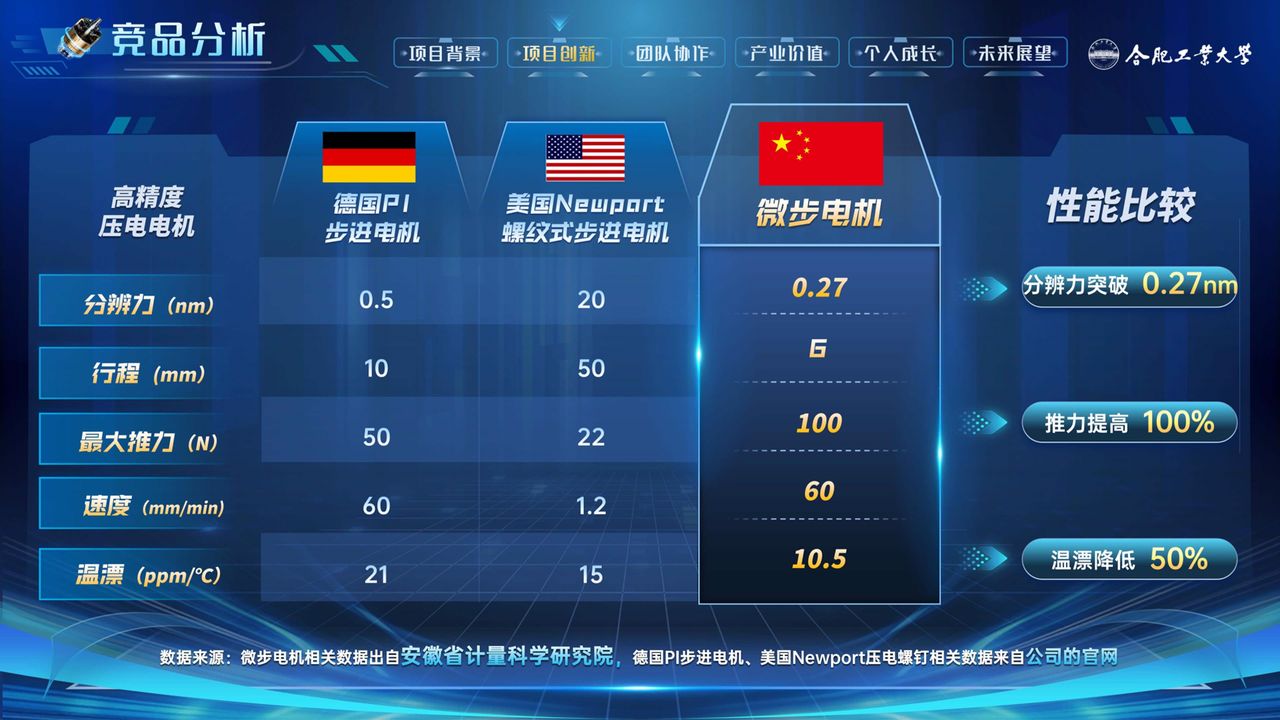 竞品分析
项目背景 项目创新 团队协作 产业价值 个人成长 未来展望
合肥工业大学
高精度
压电电机
德国PI
步进电机
美国Newport
螺纹式步进电机
微步电机
性能比较
分辨力（nm） 0.5 20 0.27 分辨力突破 0.27nm
行程（mm） 10 50 6
最大推力（N） 50 22 100 推力提高 100%
速度（mm/min） 60 1.2 60
温漂（ppm/℃） 21 15 10.5 温漂降低 50%
数据来源：微步电机相关数据出自安徽省计量科学研究院，德国PI步进电机、美国Newport压电螺钉相关数据来自公司的官网